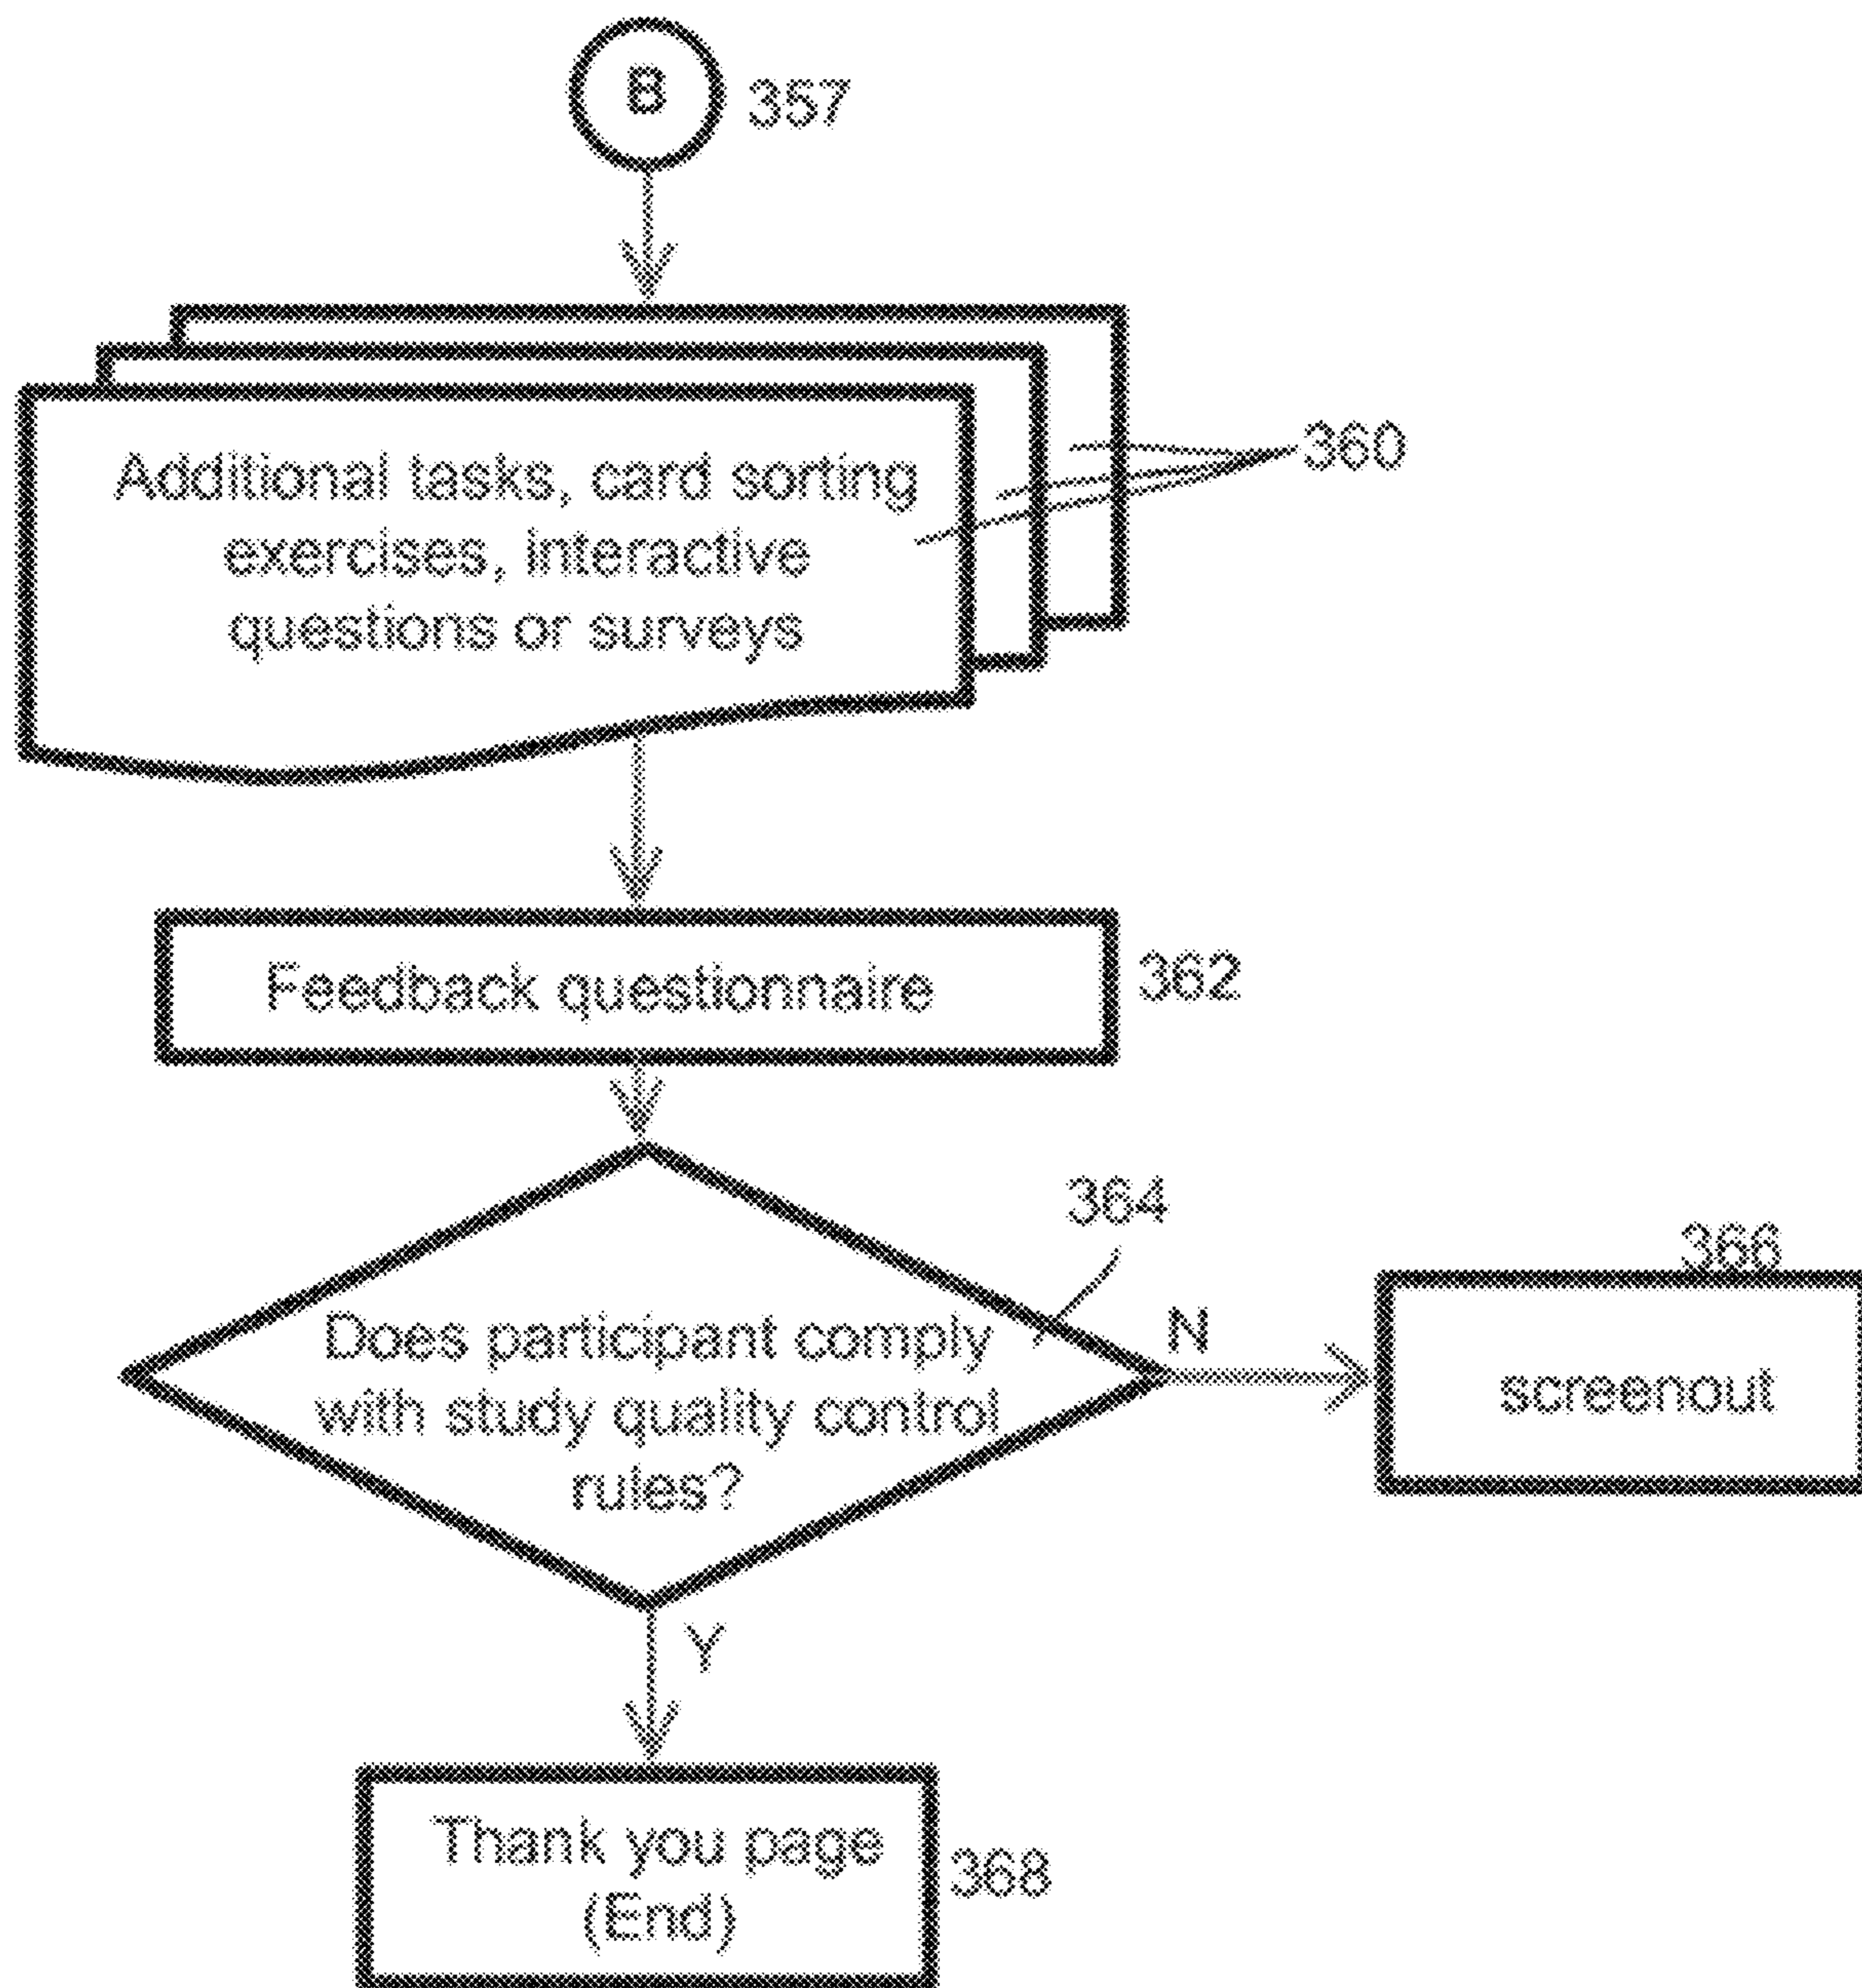 B
357
Additional tasks, card sorting
exercises, interactive
questions or surveys
360
Feedback questionnaire
362
364
Does participant comply
with study quality control
rules?
N
366
screenout
Y
Thank you page
(End)
368